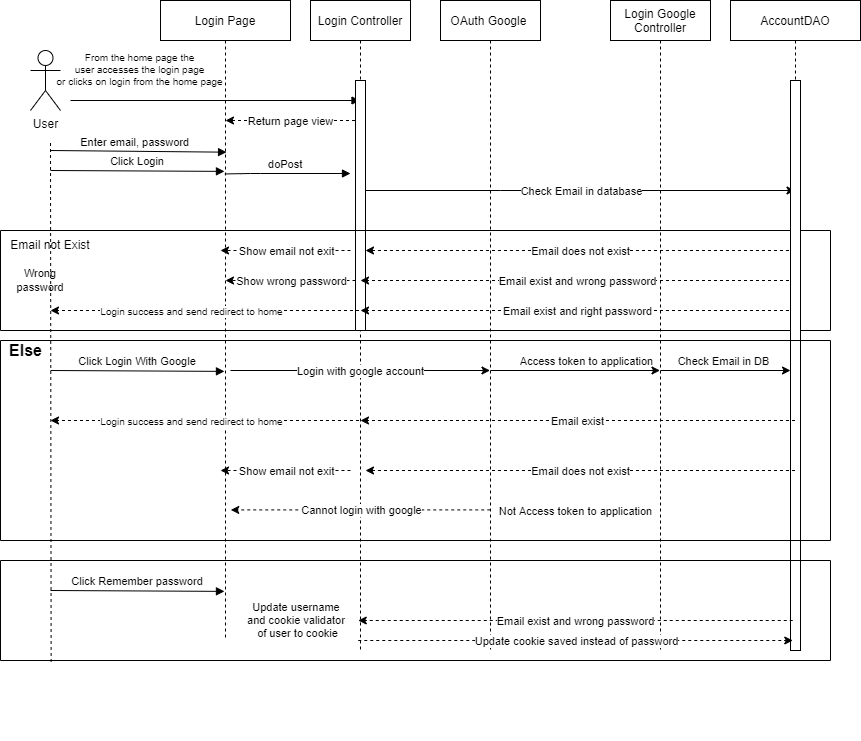 Login Page
Login Controller
OAuth Google
Login Google
Controller
AccountDAO
From the home page the
user accesses the login page
or clicks on login from the home page
User
Return page view
Enter email, password
Click Login
doPost
Check Email in database
Email not Exist
Show email not exit
Email does not exist
Wrong
password
Show wrong password
Email exist and wrong password
Login success and send redirect to home
Email exist and right password
Else
Click Login With Google
Login with google account
Access token to application
Check Email in DB
Login success and send redirect to home
Email exist
Show email not exit
Email does not exist
Cannot login with google
Not Access token to application
Click Remember password
Update username
and cookie validator
of user to cookie
Email exist and wrong password
Update cookie saved instead of password